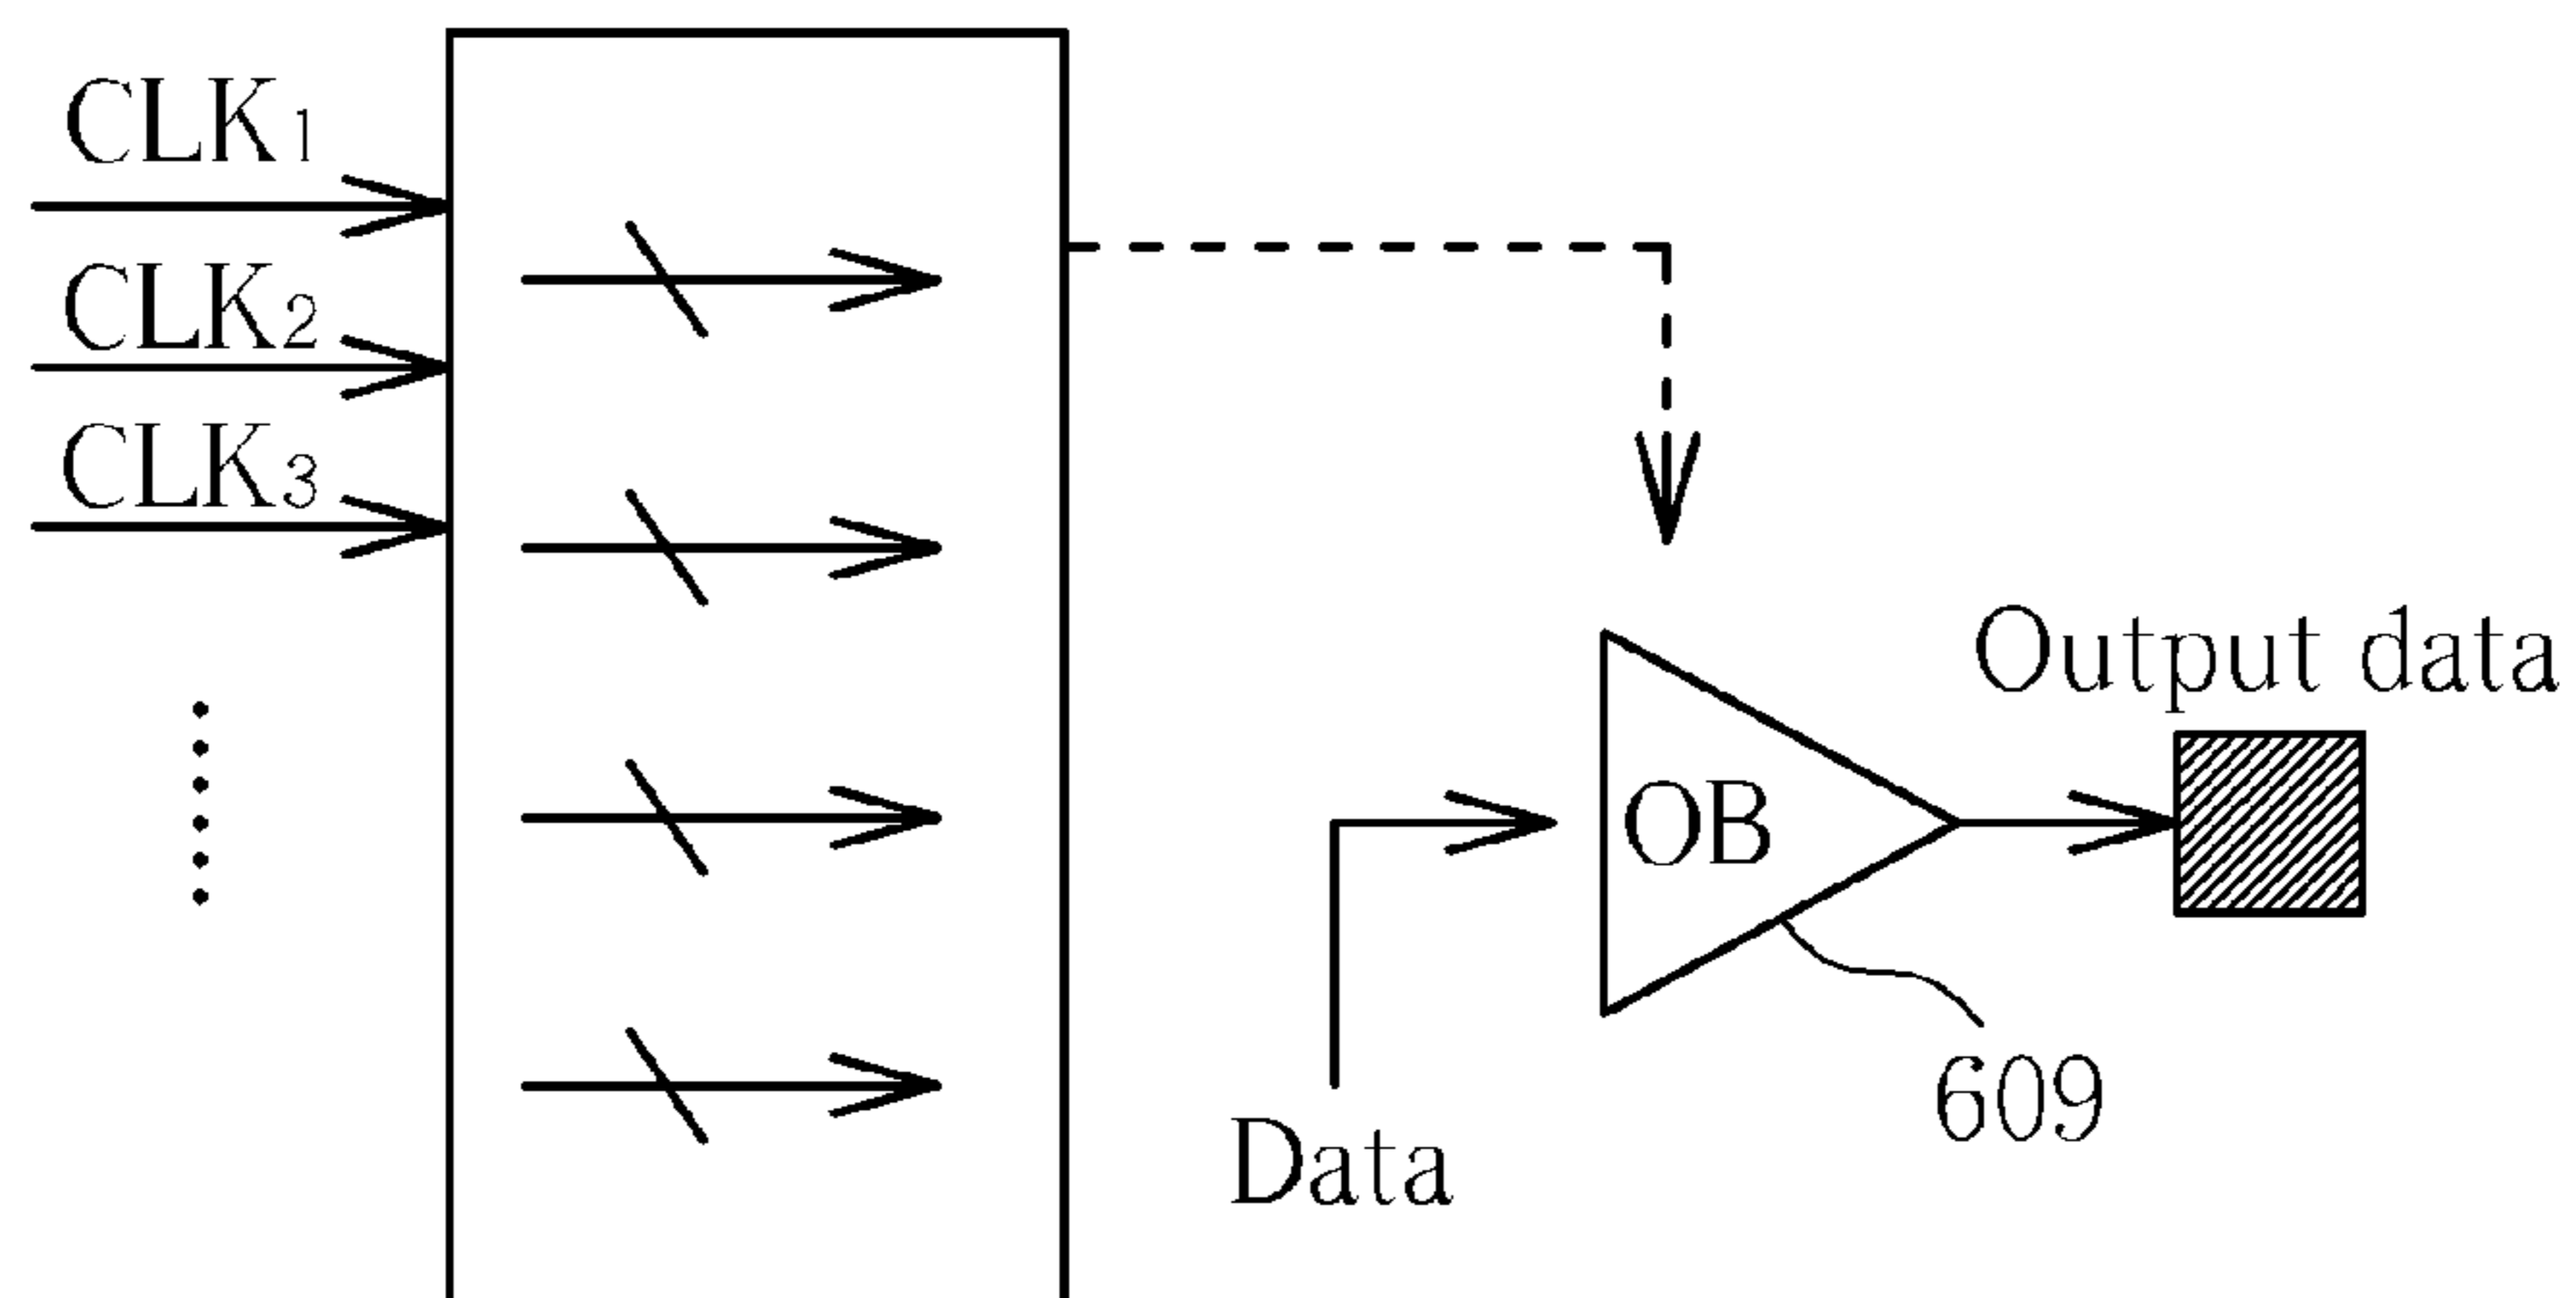 CLK1
CLK2
CLK3
Output data
OB
609
Data